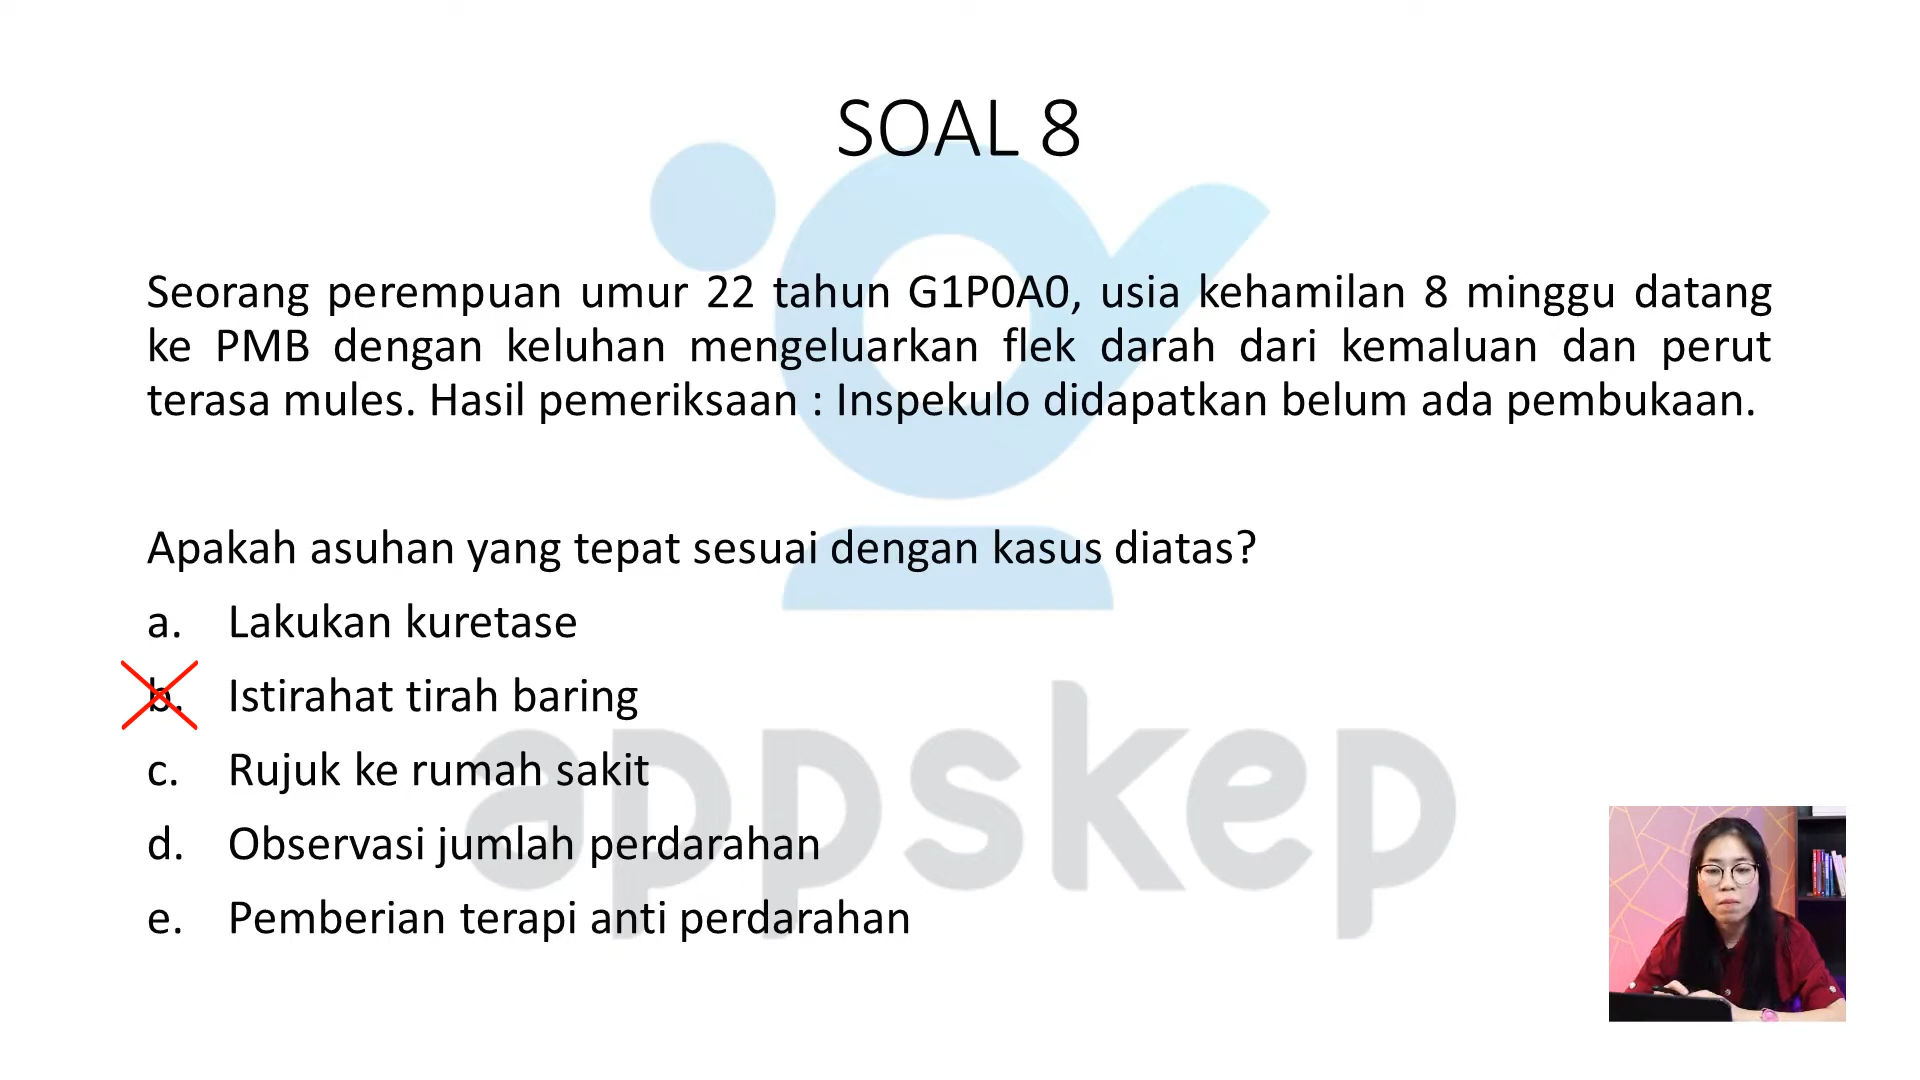 SOAL 8
Seorang perempuan umur 22 tahun G1P0A0, usia kehamilan 8 minggu datang
ke PMB dengan keluhan mengeluarkan flek darah dari kemaluan dan perut
terasa mules. Hasil pemeriksaan : Inspekulo didapatkan belum ada pembukaan.
Apakah asuhan yang tepat sesuai dengan kasus diatas?
a. Lakukan kuretase
b. Istirahat tirah baring
c. Rujuk ke rumah sakit
d. Observasi jumlah perdarahan
e. Pemberian terapi anti perdarahan
appskep